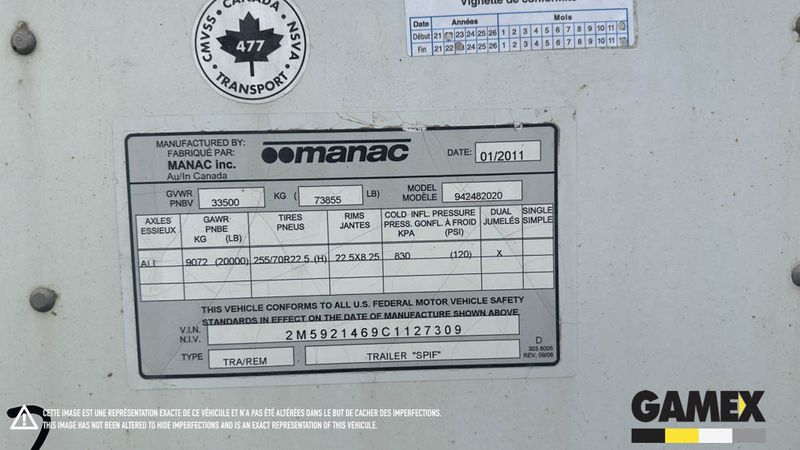 CANADA
CMVSS NSVA
477
TRANSPORT
Vignette de conformité
Date Années Mois
Début 21 23 24 25 26 1 2 3 4 5 6 7 8 9 10 11
Fin 21 22 24 25 26 1 2 3 4 5 6 7 8 9 10 11
MANUFACTURED BY:
FABRIQUÉ PAR:
MANAC inc.
Au/In Canada
manac
DATE: 01/2011
GVWR
PNBV 33500 KG ( 73855 LB)
MODEL
MODÈLE 942482020
AXLES
ESSIEUX
GAWR
PNBE
KG (LB)
TIRES
PNEUS
RIMS
JANTES
COLD INFL. PRESSURE
PRESS. GONFL. À FROID
KPA (PSI)
DUAL
JUMELÉS
SINGLE
SIMPLE
ALL 9072 (20000) 255/70R22.5 (H) 22.5X8.25 830 (120) X
THIS VEHICLE CONFORMS TO ALL U.S. FEDERAL MOTOR VEHICLE SAFETY
STANDARDS IN EFFECT ON THE DATE OF MANUFACTURE SHOWN ABOVE
V.I.N.
N.I.V. 2M5921469C1127309
TYPE TRA/REM TRAILER "SPIF"
D
303 8005
REV. 09/06
CETTE IMAGE EST UNE REPRÉSENTATION EXACTE DE CE VÉHICULE ET N'A PAS ÉTÉ ALTÉRÉES DANS LE BUT DE CACHER DES IMPERFECTIONS.
THIS IMAGE HAS NOT BEEN ALTERED TO HIDE IMPERFECTIONS AND IS AN EXACT REPRESENTATION OF THIS VEHICLE.
GAMEX